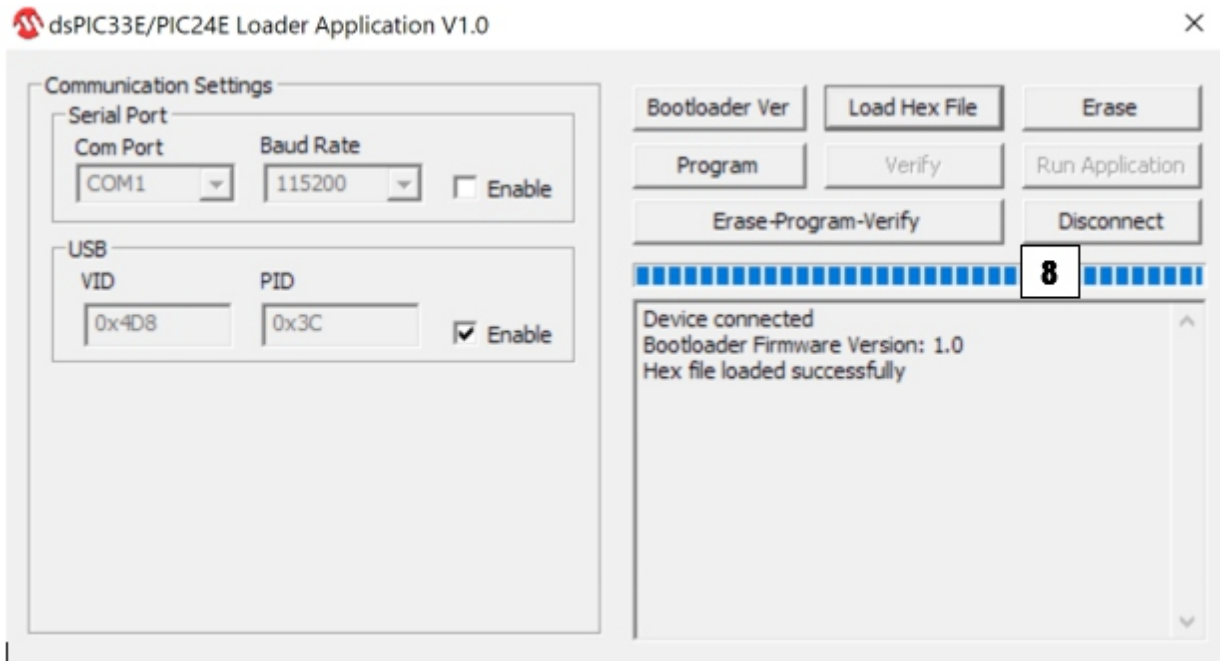 dsPIC33E/PIC24E Loader Application V1.0
Communication Settings
Serial Port
Com Port Baud Rate
COM1 115200 Enable
USB
VID PID
0x4D8 0x3C Enable
Bootloader Ver Load Hex File Erase
Program Verify Run Application
Erase-Program-Verify Disconnect
8
Device connected
Bootloader Firmware Version: 1.0
Hex file loaded successfully